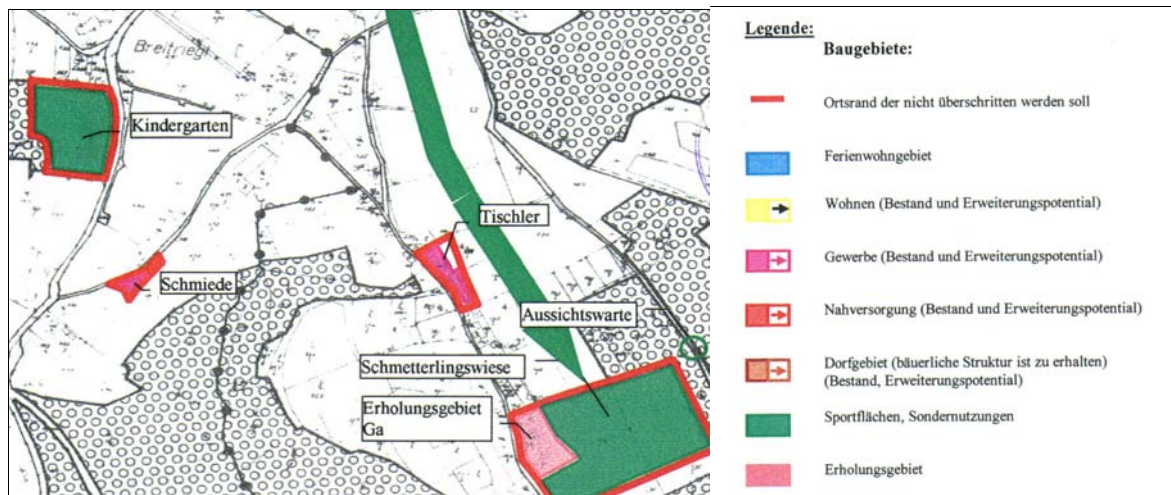 Breitriegl
Kindergarten
Tischler
Schmiede
Aussichtswarte
Schmetterlingswiese
Erholungsgebiet
Ga
Legende:
Baugebiete:
Ortsrand der nicht überschritten werden soll
Ferienwohngebiet
Wohnen (Bestand und Erweiterungspotential)
Gewerbe (Bestand und Erweiterungspotential)
Nahversorgung (Bestand und Erweiterungspotential)
Dorfgebiet (bäuerliche Struktur ist zu erhalten)
(Bestand, Erweiterungspotential)
Sportflächen, Sondernutzungen
Erholungsgebiet